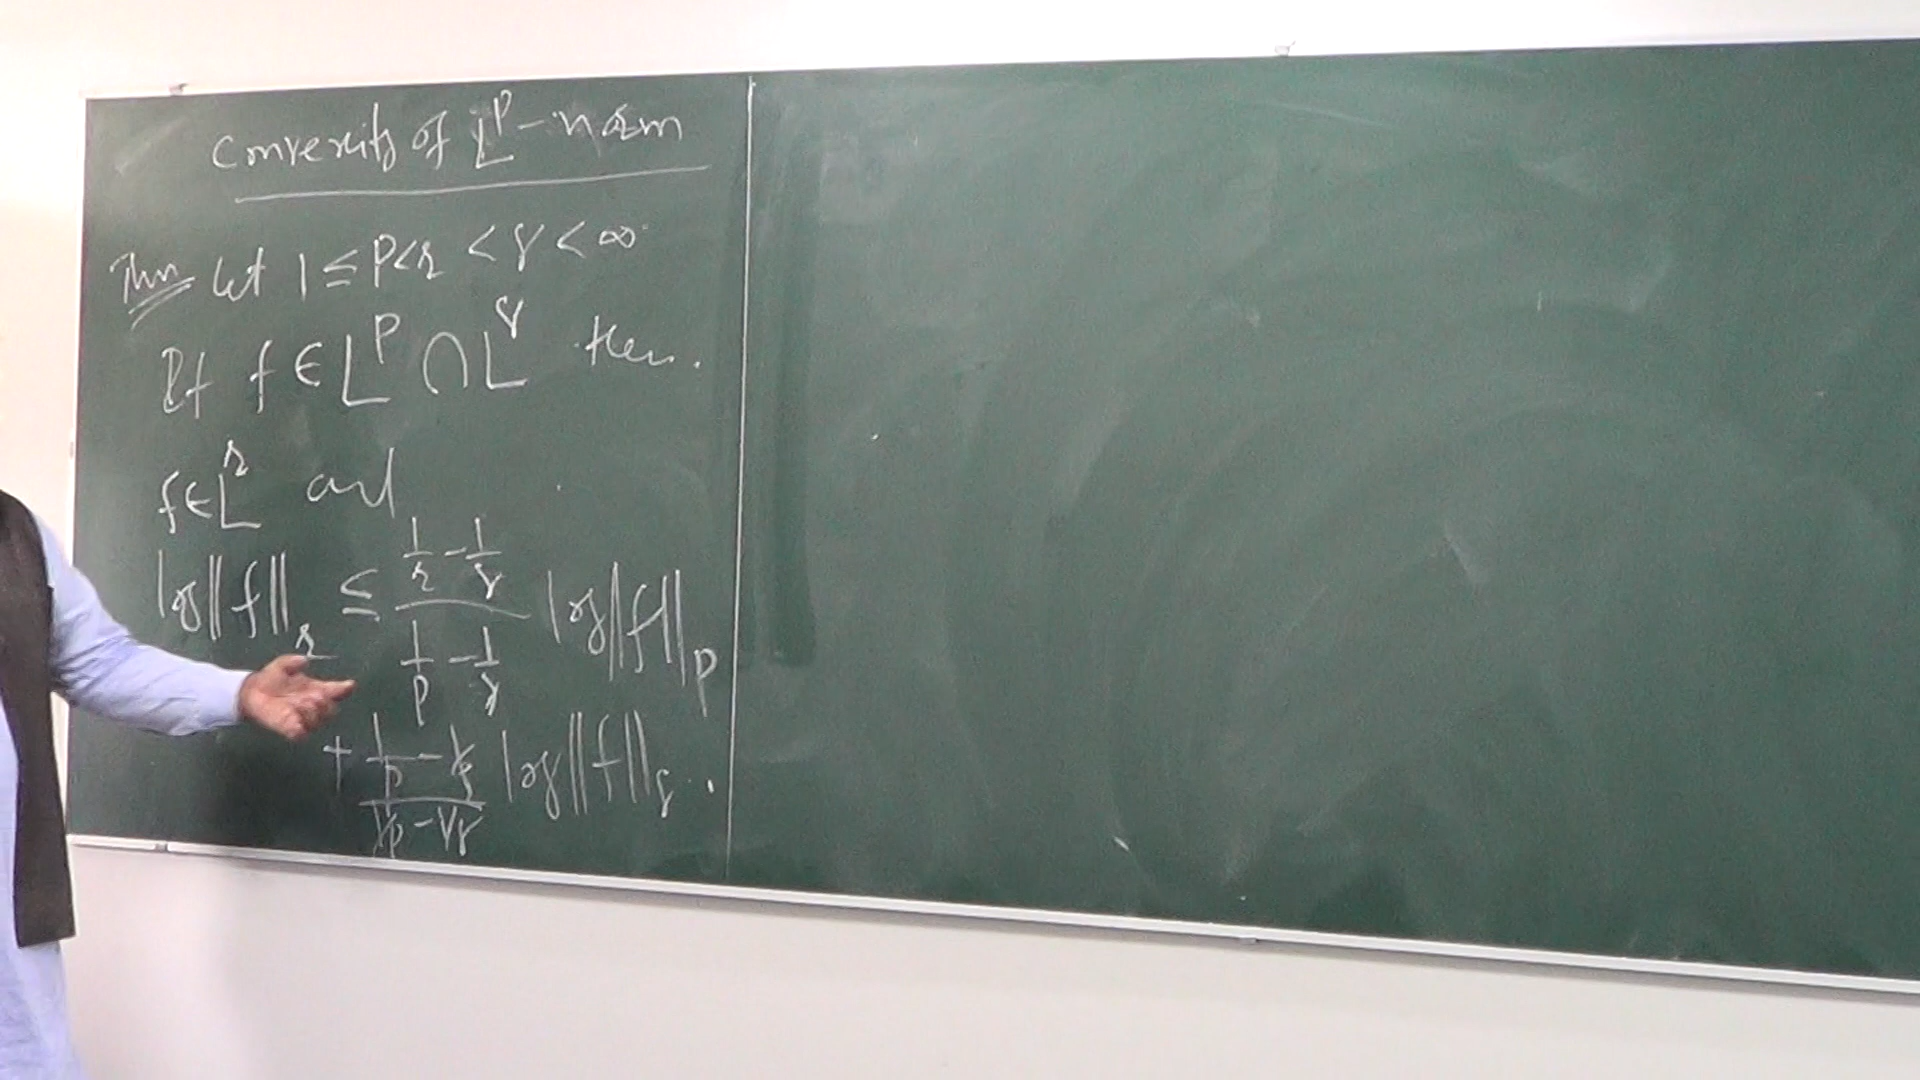 Convexity of L^p-norm
Thm Let 1 ≤ p < r < q < ∞
If f ∈ L^p ∩ L^q then.
f ∈ L^r and
log||f||_r ≤ (1/r - 1/q)/(1/p - 1/q) log||f||_p
+ (1/p - 1/r)/(1/p - 1/q) log||f||_q.